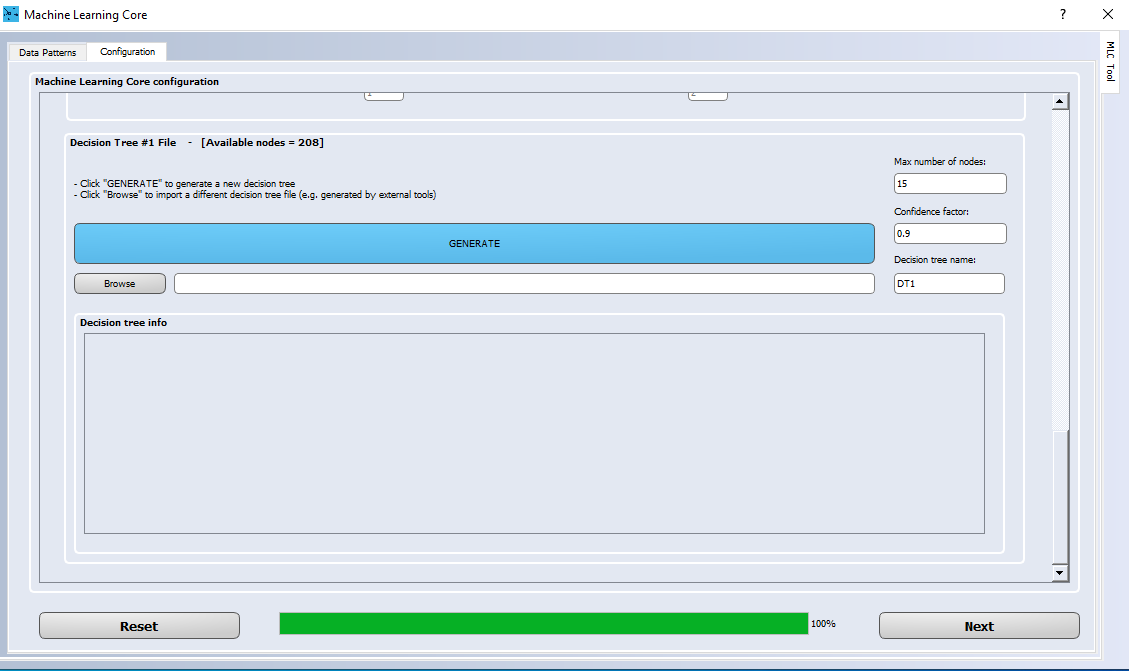 Machine Learning Core
?
MLC Tool
Data Patterns
Configuration
Machine Learning Core configuration
Decision Tree #1 File - [Available nodes = 208]
- Click "GENERATE" to generate a new decision tree
- Click "Browse" to import a different decision tree file (e.g. generated by external tools)
Max number of nodes:
15
Confidence factor:
0.9
Decision tree name:
DT1
GENERATE
Browse
Decision tree info
Reset
100%
Next